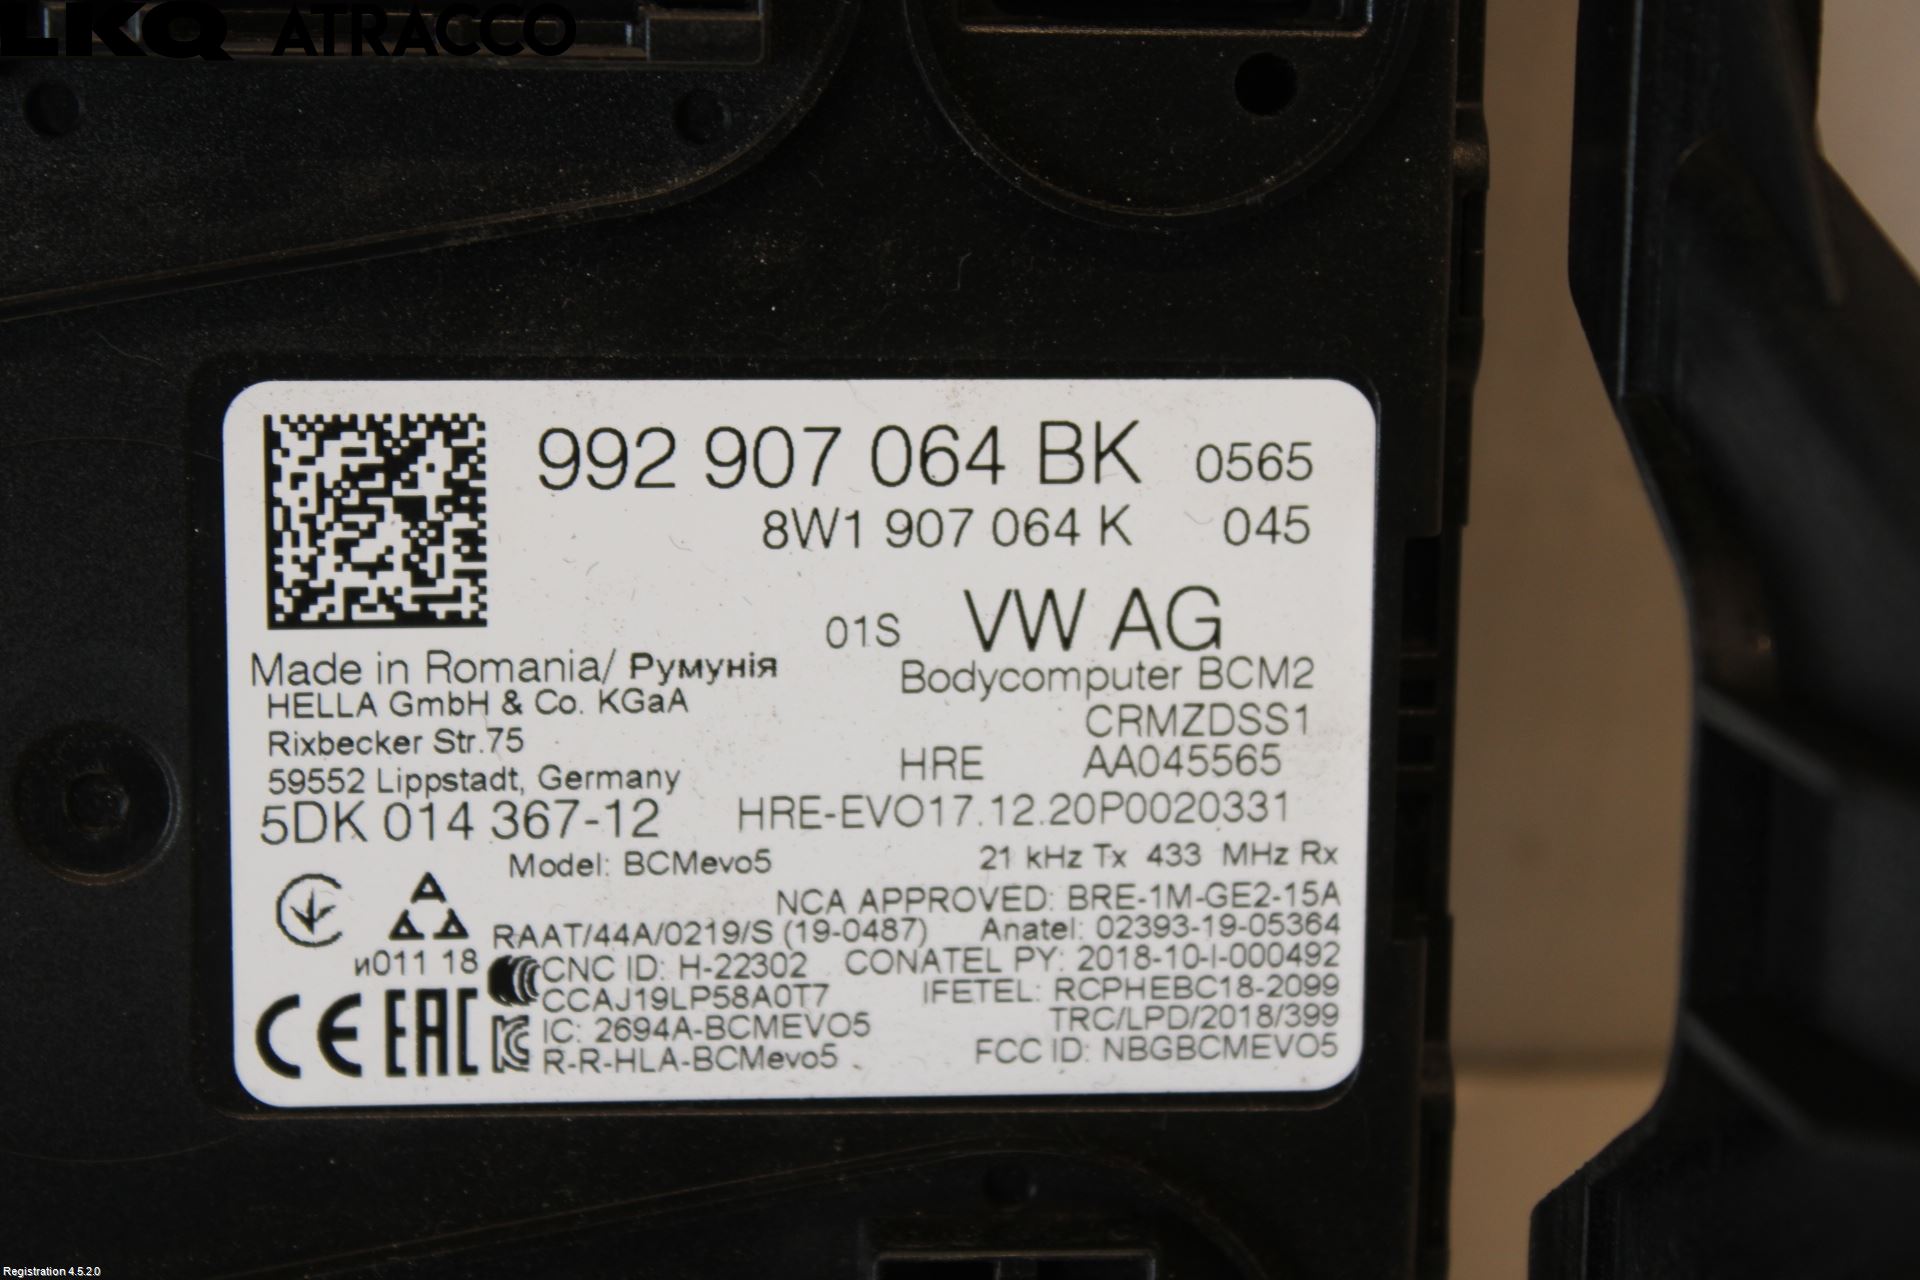 LKQ ATRACCO
992 907 064 BK 0565
8W1 907 064 K 045
01S VW AG
Made in Romania/ Румунія
Bodycomputer BCM2
HELLA GmbH & Co. KGaA
CRMZDSS1
Rixbecker Str.75
HRE AA045565
59552 Lippstadt, Germany
5DK 014 367-12 HRE-EVO17.12.20P0020331
Model: BCMevo5 21 kHz Tx 433 MHz Rx
NCA APPROVED: BRE-1M-GE2-15A
RAAT/44A/0219/S (19-0487) Anatel: 02393-19-05364
и011 18 CNC ID: H-22302 CONATEL PY: 2018-10-I-000492
CCAJ19LP58A0T7 IFETEL: RCPHEBC18-2099
CE EAC IC: 2694A-BCMEVO5 TRC/LPD/2018/399
R-R-HLA-BCMevo5 FCC ID: NBGBCMEVO5
Registration 4.5.2.0